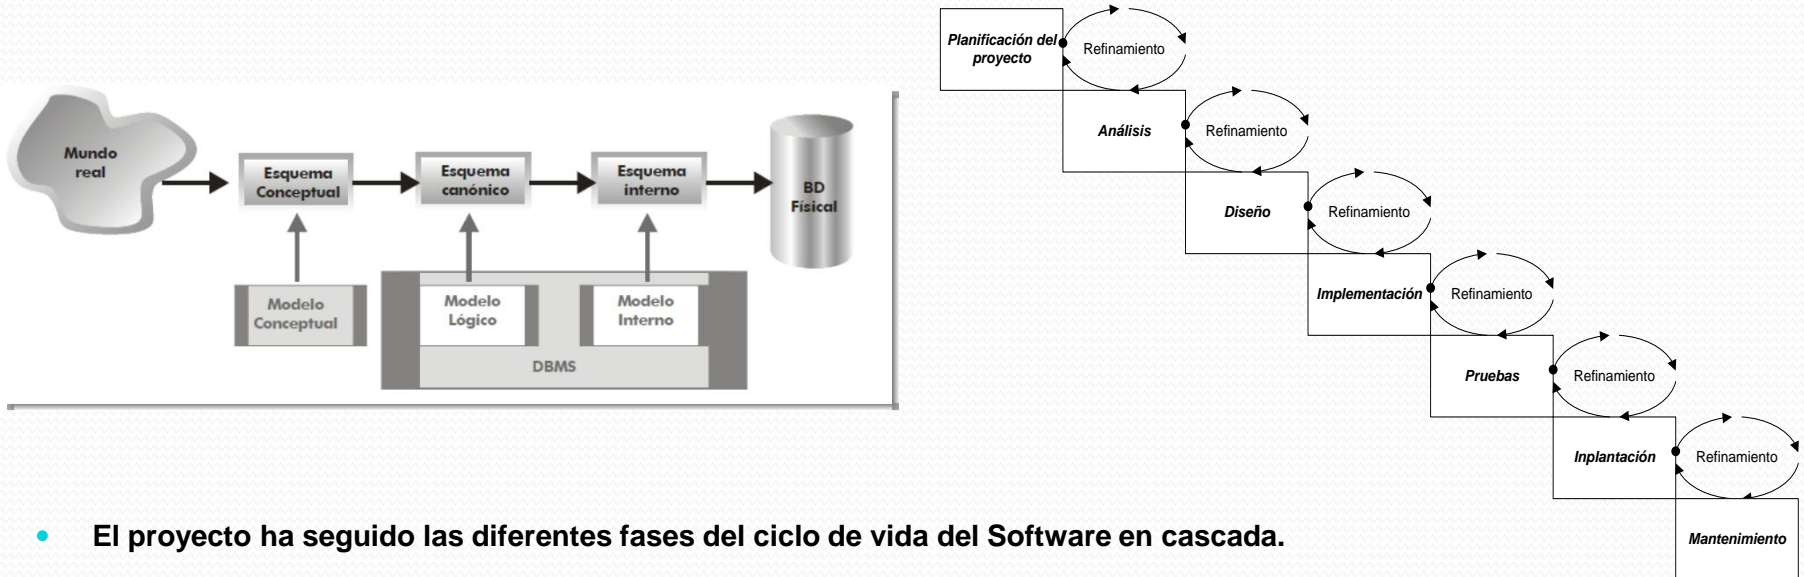 Mundo
real
Esquema
Conceptual
Esquema
canónico
Esquema
interno
BD
Físical
Modelo
Conceptual
Modelo
Lógico
Modelo
Interno
DBMS
Planificación del
proyecto
Refinamiento
Análisis
Refinamiento
Diseño
Refinamiento
Implementación
Refinamiento
Pruebas
Refinamiento
Inplantación
Refinamiento
Mantenimiento
El proyecto ha seguido las diferentes fases del ciclo de vida del Software en cascada.